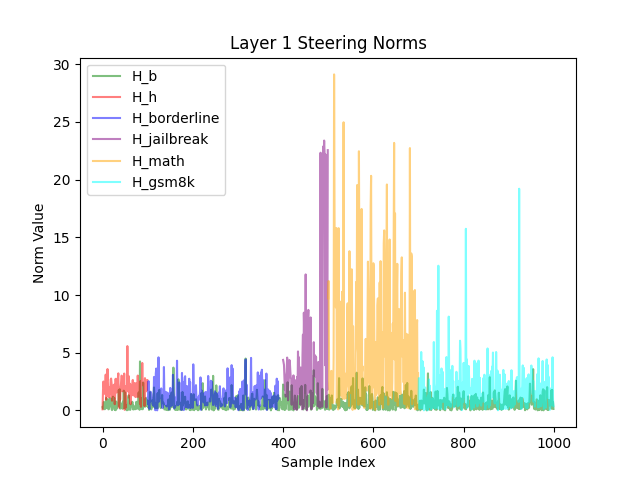 Layer 1 Steering Norms
H_b
H_h
H_borderline
H_jailbreak
H_math
H_gsm8k
30
25
20
15
10
5
0
Norm Value
0 200 400 600 800 1000
Sample Index